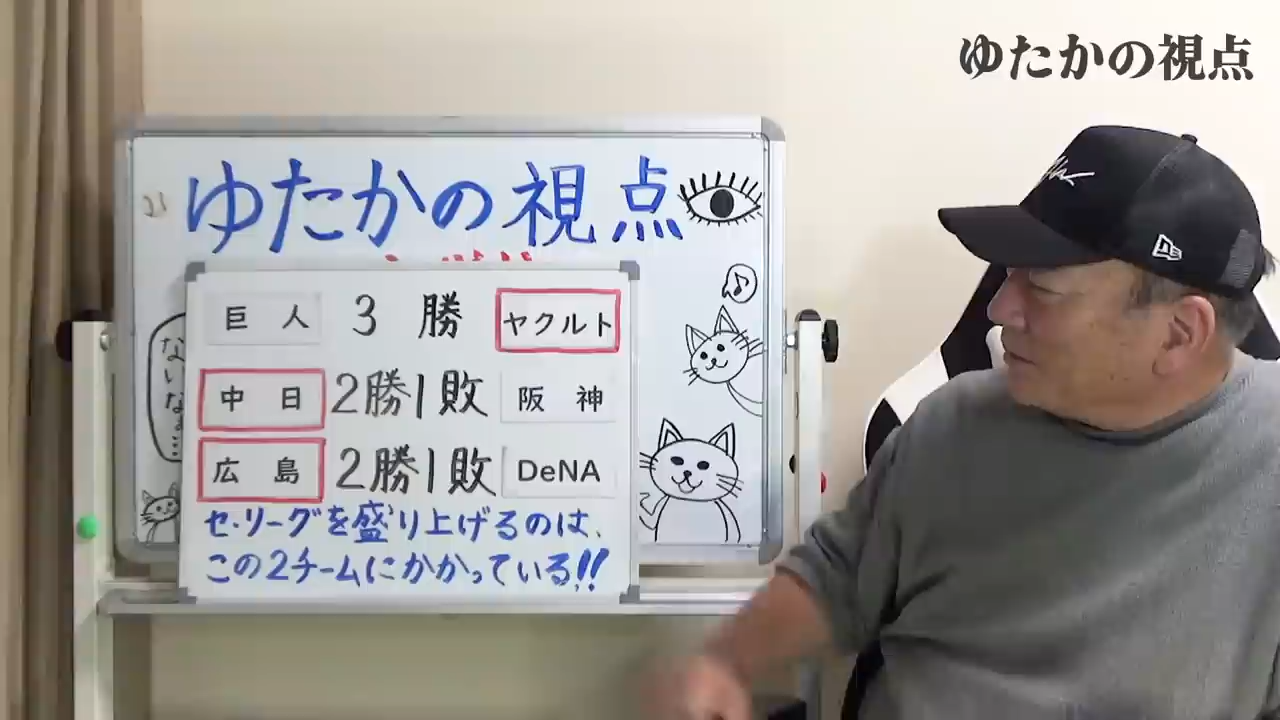 ゆたかの視点
ゆたかの視点
巨人 3勝 ヤクルト
中日 2勝1敗 阪神
広島 2勝1敗 DeNA
セ・リーグを盛り上げるのは、
この2チームにかかっている!!